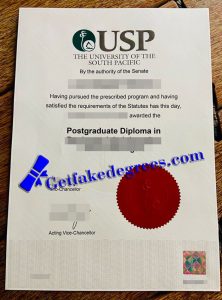 USP
THE UNIVERSITY OF THE
SOUTH PACIFIC
By the authority of the Senate
Having pursued the prescribed program and having
satisfied the requirements of the Statutes has this day,
awarded the
Postgraduate Diploma in
Getfakedegrees.com
Vice-Chancellor
Acting Vice-Chancellor